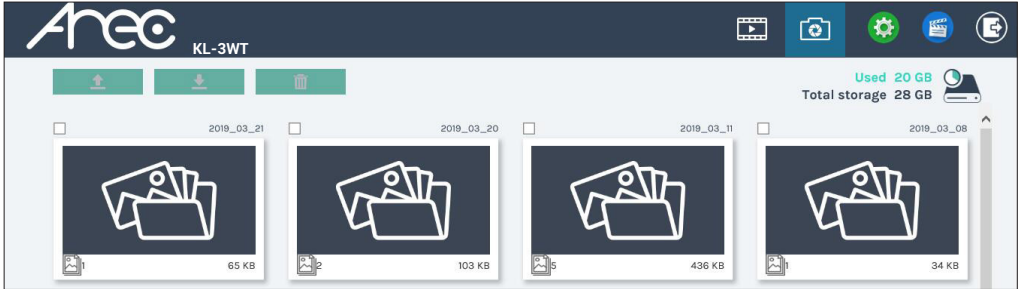 Arec
KL-3WT
Used 20 GB
Total storage 28 GB
2019_03_21
2019_03_20
2019_03_11
2019_03_08
1 65 KB
2 103 KB
5 436 KB
1 34 KB